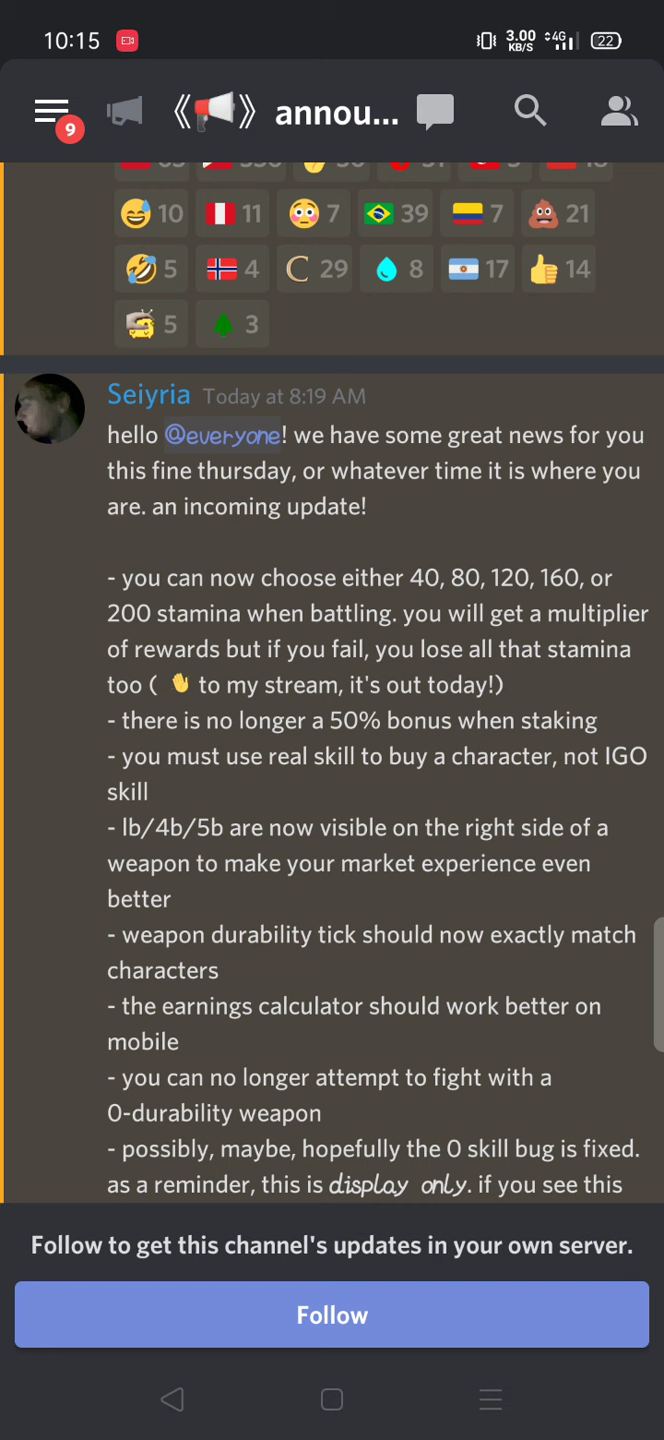 10:15 3.00 KB/S 4G 22
9 《 》 annou...
10 11 7 39 7 21
5 4 C 29 8 17 14
5 3
Seiyria Today at 8:19 AM
hello @everyone! we have some great news for you
this fine thursday, or whatever time it is where you
are. an incoming update!
- you can now choose either 40, 80, 120, 160, or
200 stamina when battling. you will get a multiplier
of rewards but if you fail, you lose all that stamina
too ( 👋 to my stream, it's out today!)
- there is no longer a 50% bonus when staking
- you must use real skill to buy a character, not IGO
skill
- lb/4b/5b are now visible on the right side of a
weapon to make your market experience even
better
- weapon durability tick should now exactly match
characters
- the earnings calculator should work better on
mobile
- you can no longer attempt to fight with a
0-durability weapon
- possibly, maybe, hopefully the 0 skill bug is fixed.
as a reminder, this is display only. if you see this
Follow to get this channel's updates in your own server.
Follow